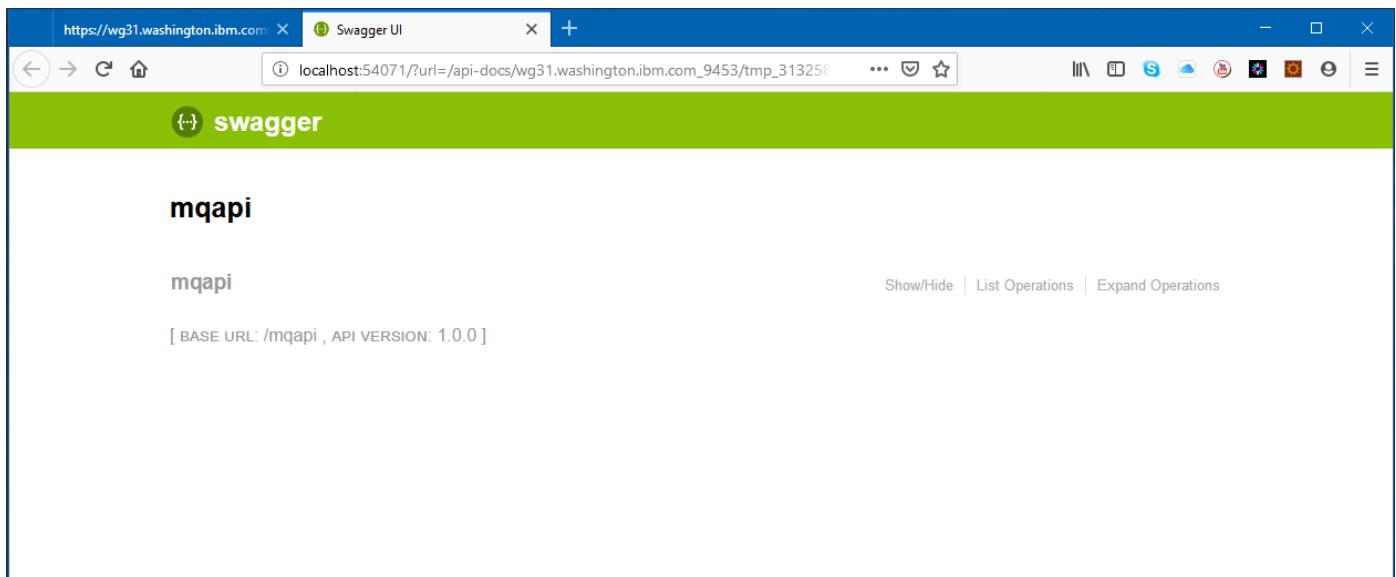 https://wg31.washington.ibm.com:
Swagger UI
localhost:54071/?url=/api-docs/wg31.washington.ibm.com_9453/tmp_313258
swagger
mqapi
mqapi
Show/Hide List Operations Expand Operations
[ BASE URL: /mqapi , API VERSION: 1.0.0 ]